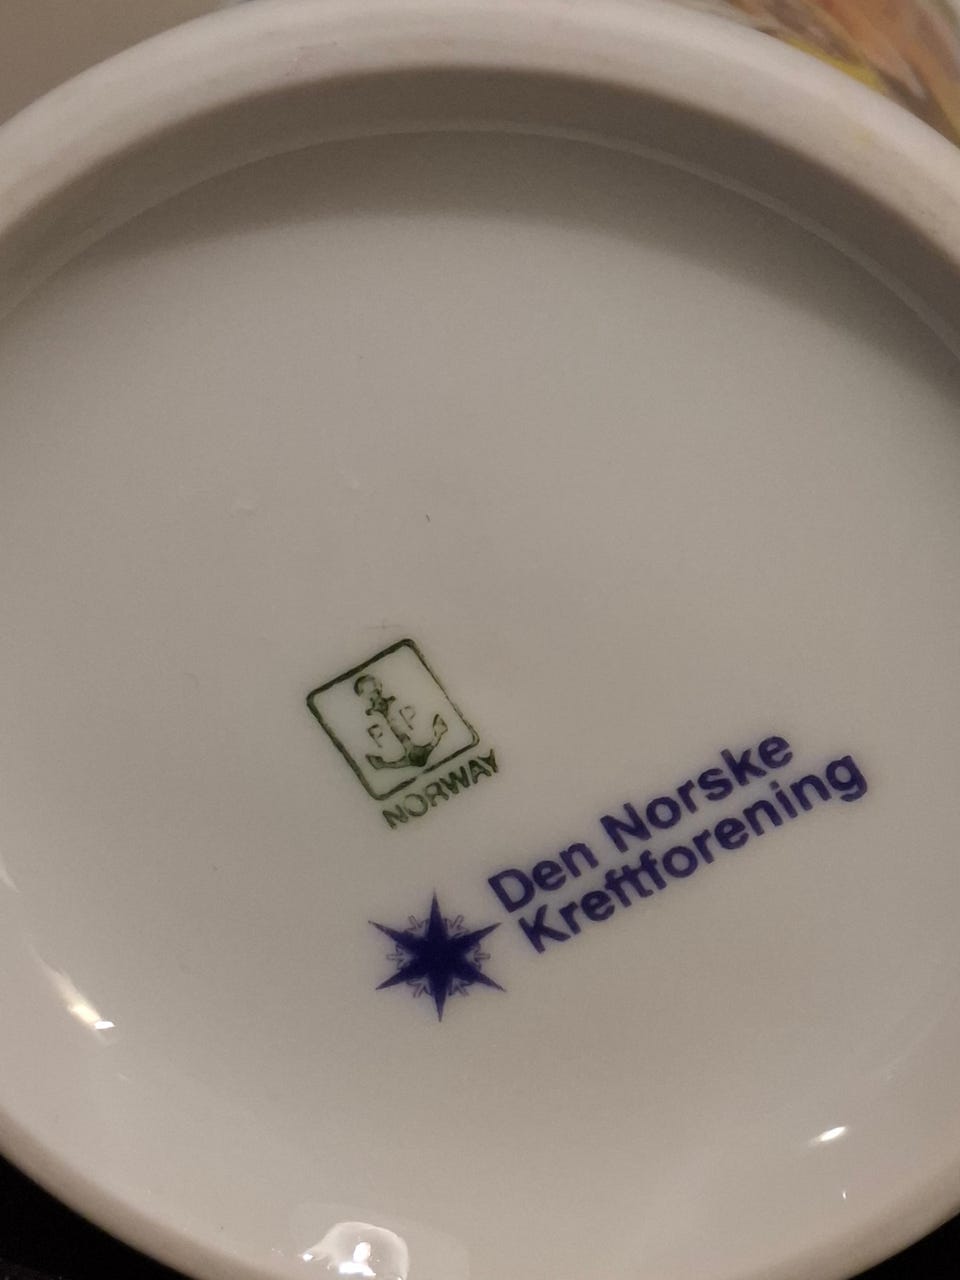 P P
NORWAY
Den Norske
Kreftforening